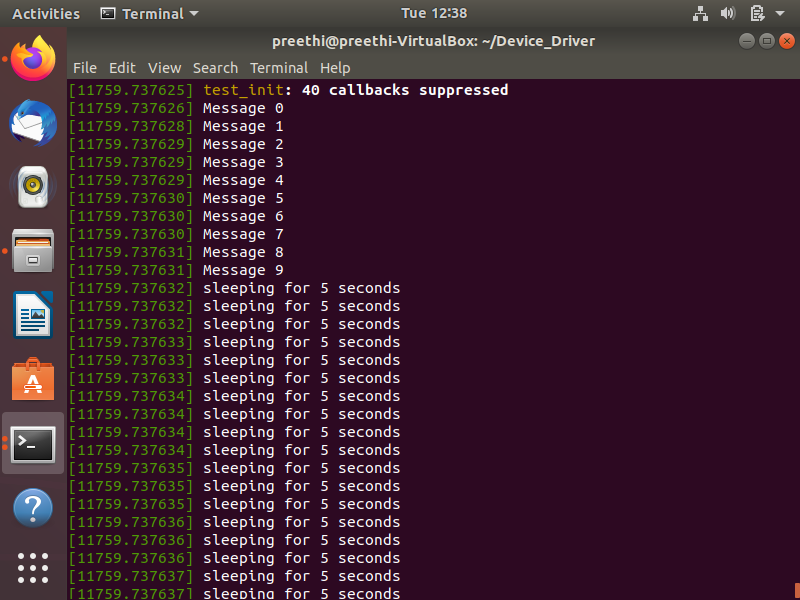 Activities Terminal Tue 12:38
preethi@preethi-VirtualBox: ~/Device_Driver
File Edit View Search Terminal Help
[11759.737625] test_init: 40 callbacks suppressed
[11759.737626] Message 0
[11759.737628] Message 1
[11759.737629] Message 2
[11759.737629] Message 3
[11759.737629] Message 4
[11759.737630] Message 5
[11759.737630] Message 6
[11759.737630] Message 7
[11759.737631] Message 8
[11759.737631] Message 9
[11759.737632] sleeping for 5 seconds
[11759.737632] sleeping for 5 seconds
[11759.737632] sleeping for 5 seconds
[11759.737633] sleeping for 5 seconds
[11759.737633] sleeping for 5 seconds
[11759.737633] sleeping for 5 seconds
[11759.737634] sleeping for 5 seconds
[11759.737634] sleeping for 5 seconds
[11759.737634] sleeping for 5 seconds
[11759.737634] sleeping for 5 seconds
[11759.737635] sleeping for 5 seconds
[11759.737635] sleeping for 5 seconds
[11759.737635] sleeping for 5 seconds
[11759.737636] sleeping for 5 seconds
[11759.737636] sleeping for 5 seconds
[11759.737636] sleeping for 5 seconds
[11759.737637] sleeping for 5 seconds
[11759.737637] sleeping for 5 seconds